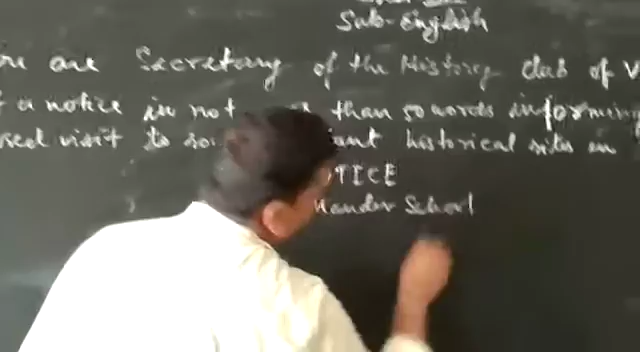 Sub-English
are Secretary of the History club of V
a notice in not than 50 words informing
visit to historical sites in
TICE
Mandir School